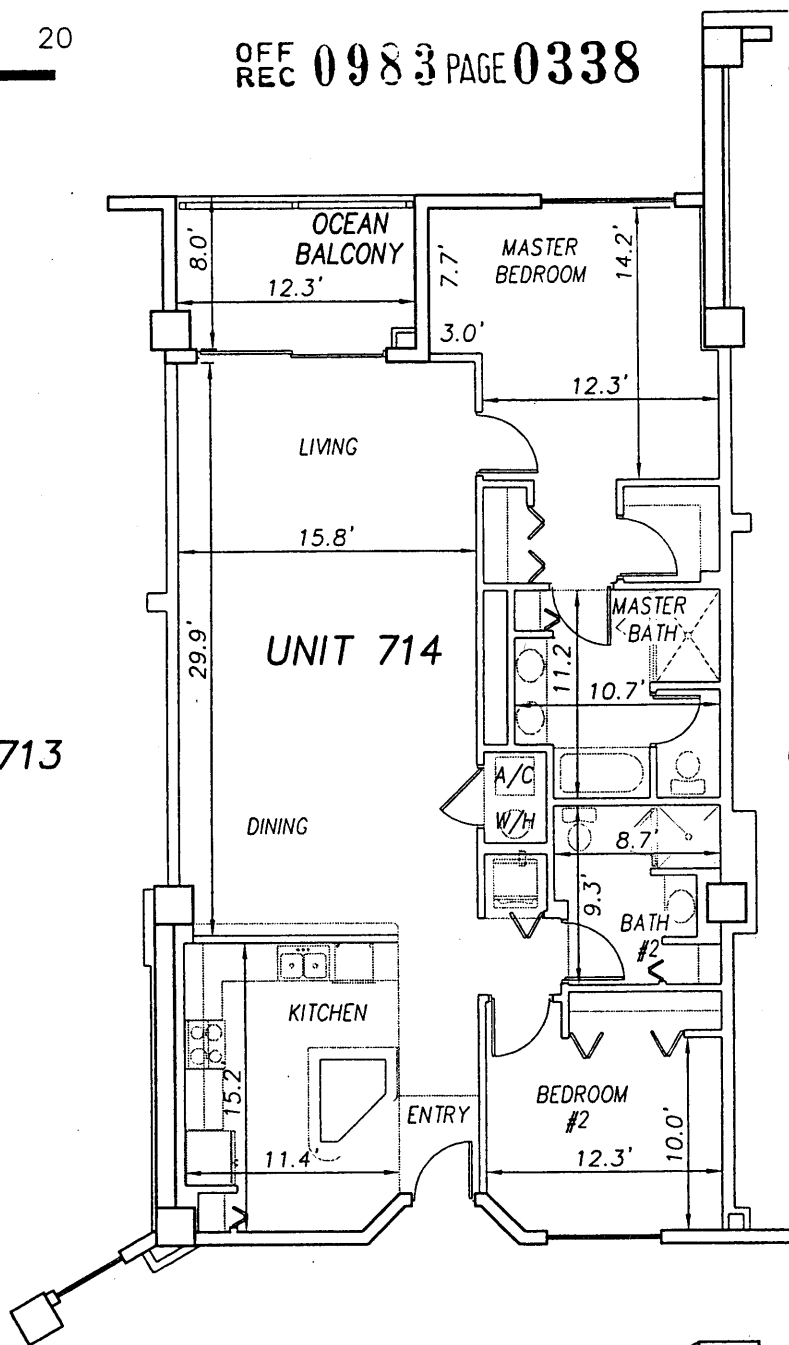 20
OFF
REC 0983 PAGE 0338
OCEAN
BALCONY
8.0'
12.3'
MASTER
BEDROOM
7.7'
14.2'
3.0'
12.3'
LIVING
15.8'
29.9'
UNIT 714
MASTER
BATH
11.2
10.7'
713
A/C
W/H
DINING
8.7'
9.3'
BATH
#2
KITCHEN
15.2'
11.4'
ENTRY
BEDROOM
#2
12.3'
10.0'